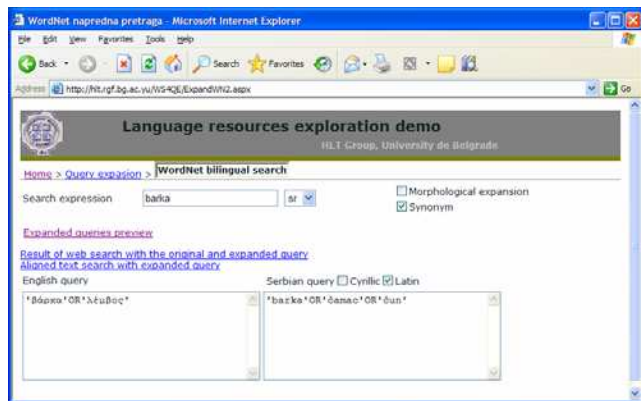 WordNet napredna pretraga - Microsoft Internet Explorer
File Edit View Favorites Tools Help
Back Search Favorites
Address http://hlt.rgf.bg.ac.yu/WS4QE/ExpandWN2.aspx Go
Language resources exploration demo
HLT Group, University de Belgrade
Home > Query expasion > WordNet bilingual search
Search expression barka sr Morphological expansion
Synonym
Expanded queries preview
Result of web search with the original and expanded query
Aligned text search with expanded query
English query Serbian query Cyrillic Latin
'βάρκα'OR'λέμβος' 'barka'OR'čamac'OR'čun'